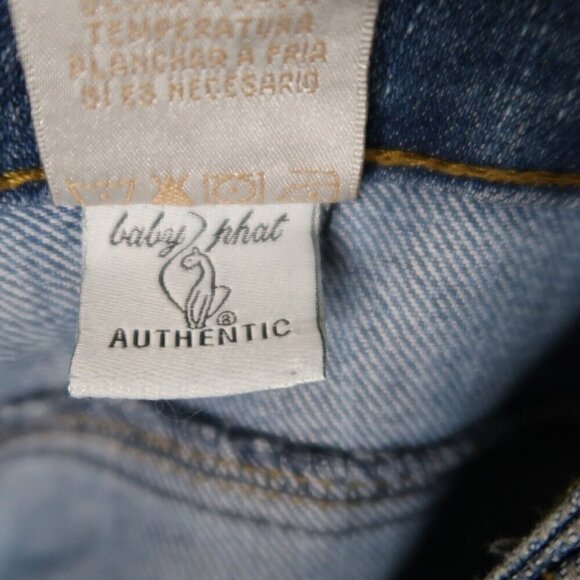 TEMPERATURA
PLANCHAR A FRIA
SI ES NECESARIO
baby phat
®
AUTHENTIC